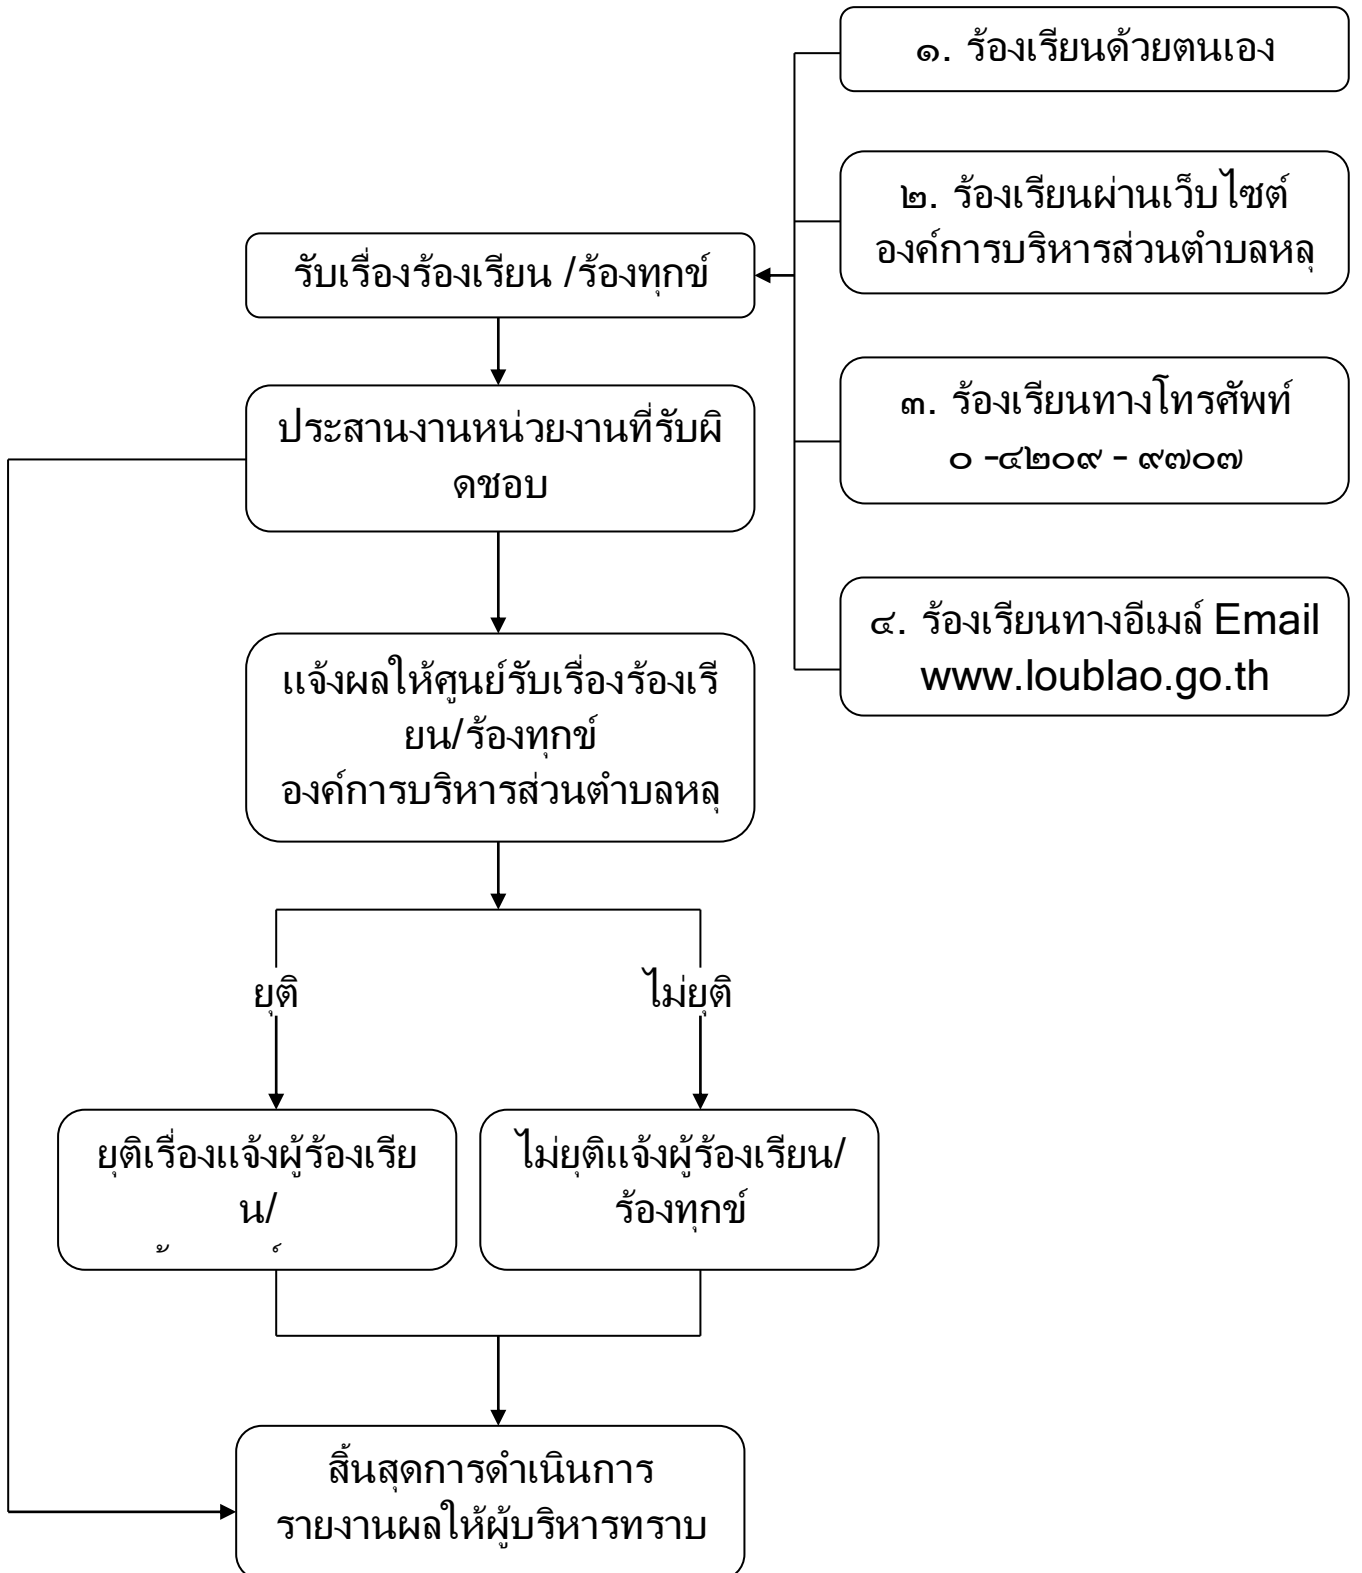 ๑. ร้องเรียนด้วยตนเอง
๒. ร้องเรียนผ่านเว็บไซต์
องค์การบริหารส่วนตำบลหลุ
รับเรื่องร้องเรียน /ร้องทุกข์
๓. ร้องเรียนทางโทรศัพท์
๐ -๔๒๐๙ - ๙๗๐๗
ประสานงานหน่วยงานที่รับผิ
ดชอบ
๔. ร้องเรียนทางอีเมล์ Email
www.loublao.go.th
แจ้งผลให้ศูนย์รับเรื่องร้องเรี
ยน/ร้องทุกข์
องค์การบริหารส่วนตำบลหลุ
ยุติ
ไม่ยุติ
ยุติเรื่องแจ้งผู้ร้องเรีย
น/
ไม่ยุติแจ้งผู้ร้องเรียน/
ร้องทุกข์
สิ้นสุดการดำเนินการ
รายงานผลให้ผู้บริหารทราบ